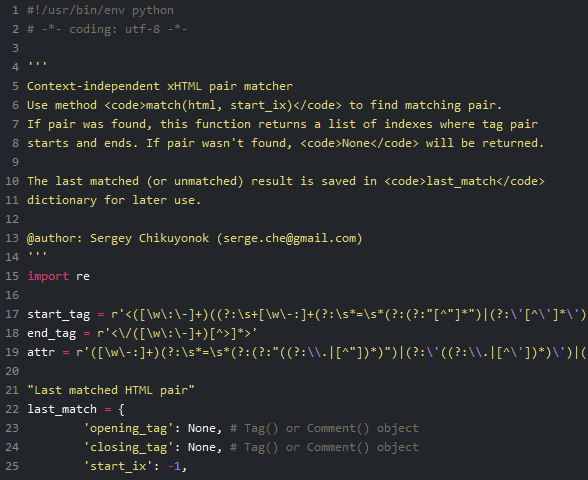 1 #!/usr/bin/env python
2 # -*- coding: utf-8 -*-
3
4 '''
5 Context-independent xHTML pair matcher
6 Use method <code>match(html, start_ix)</code> to find matching pair.
7 If pair was found, this function returns a list of indexes where tag pair
8 starts and ends. If pair wasn't found, <code>None</code> will be returned.
9
10 The last matched (or unmatched) result is saved in <code>last_match</code>
11 dictionary for later use.
12
13 @author: Sergey Chikuyonok (serge.che@gmail.com)
14 '''
15 import re
16
17 start_tag = r'<([\w\:\-]+)((?:\s+[\w\-:]+(?:\s*=\s*(?:(?:"[^"]*")|(?:\'[^\']*\')
18 end_tag = r'<\/([\w\:\-]+)[^>]*>'
19 attr = r'([\w\-:]+)(?:\s*=\s*(?:(?:"((?:\\.|[^"])*)")|(?:\'((?:\\.|[^\'])*)\')|(
20
21 "Last matched HTML pair"
22 last_match = {
23 'opening_tag': None, # Tag() or Comment() object
24 'closing_tag': None, # Tag() or Comment() object
25 'start_ix': -1,